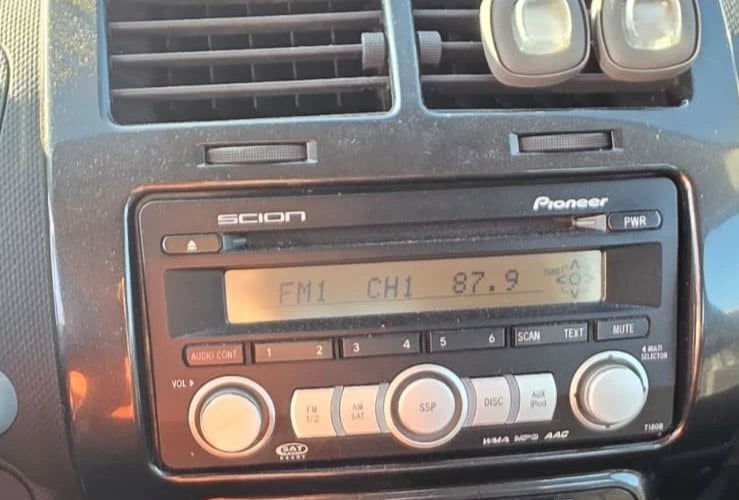 SCION
Pioneer
PWR
FM1 CH1 87.9
AUDIO CONT
1 2
3 4
5 6
SCAN TEXT
MUTE
MULTI
SELECTOR
VOL
FM
1/2
AM
SAT
SSP
DISC
AUX
iPod
SAT
READY
WMA MP3 AAC
T1808